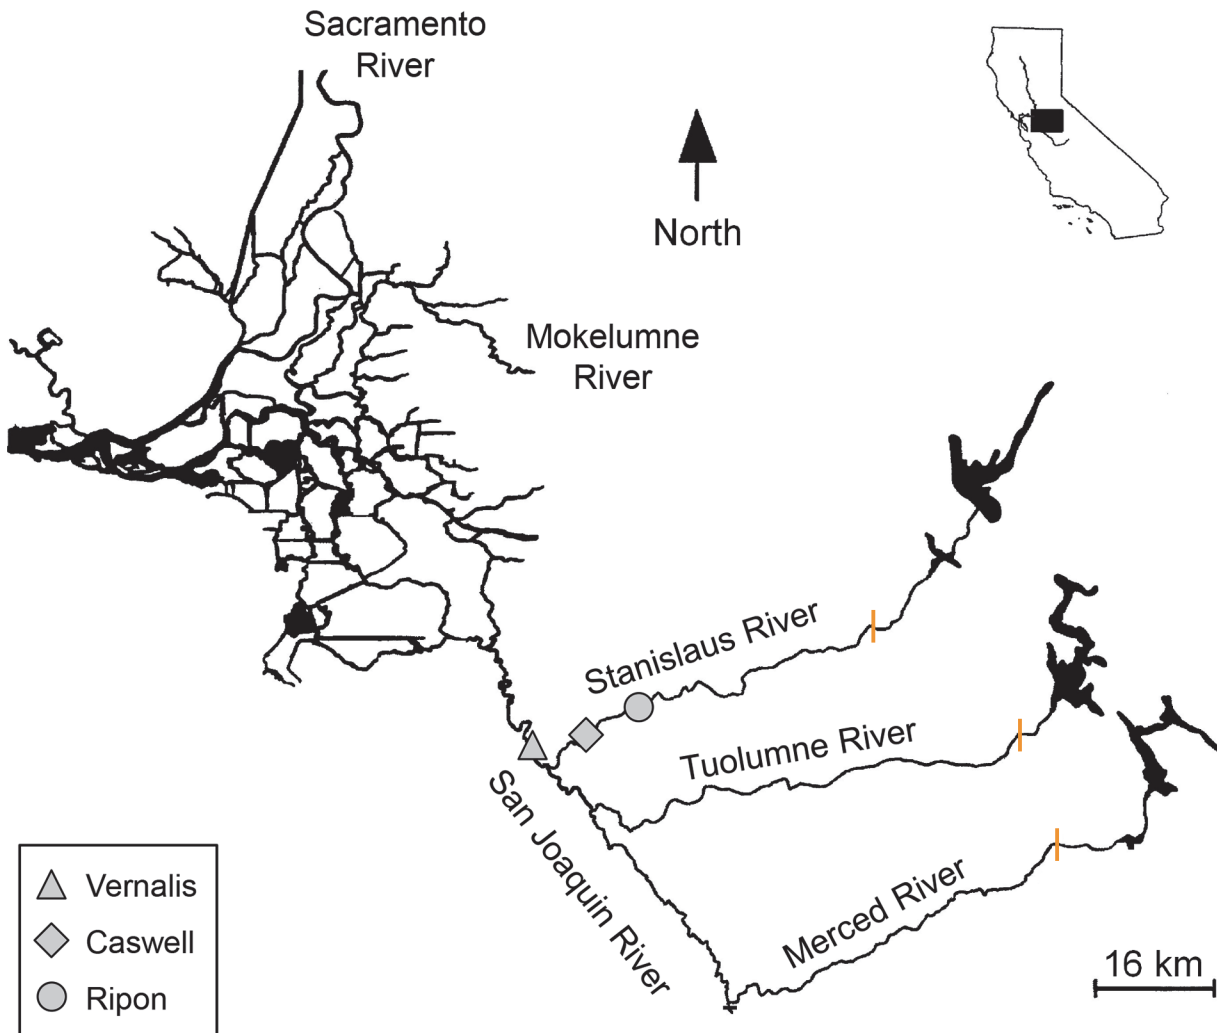 Sacramento
River
North
Mokelumne
River
Stanislaus River
Tuolumne River
San Joaquin River
Merced River
Vernalis
Caswell
Ripon
16 km